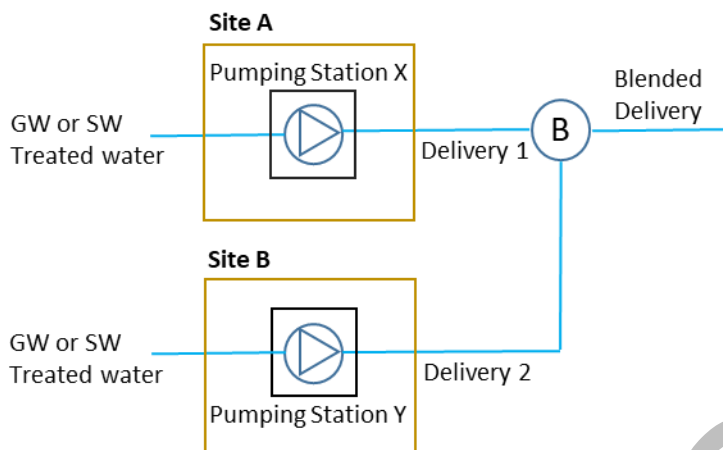 Site A
Pumping Station X
GW or SW
Treated water
Delivery 1
B
Blended
Delivery
Site B
GW or SW
Treated water
Delivery 2
Pumping Station Y